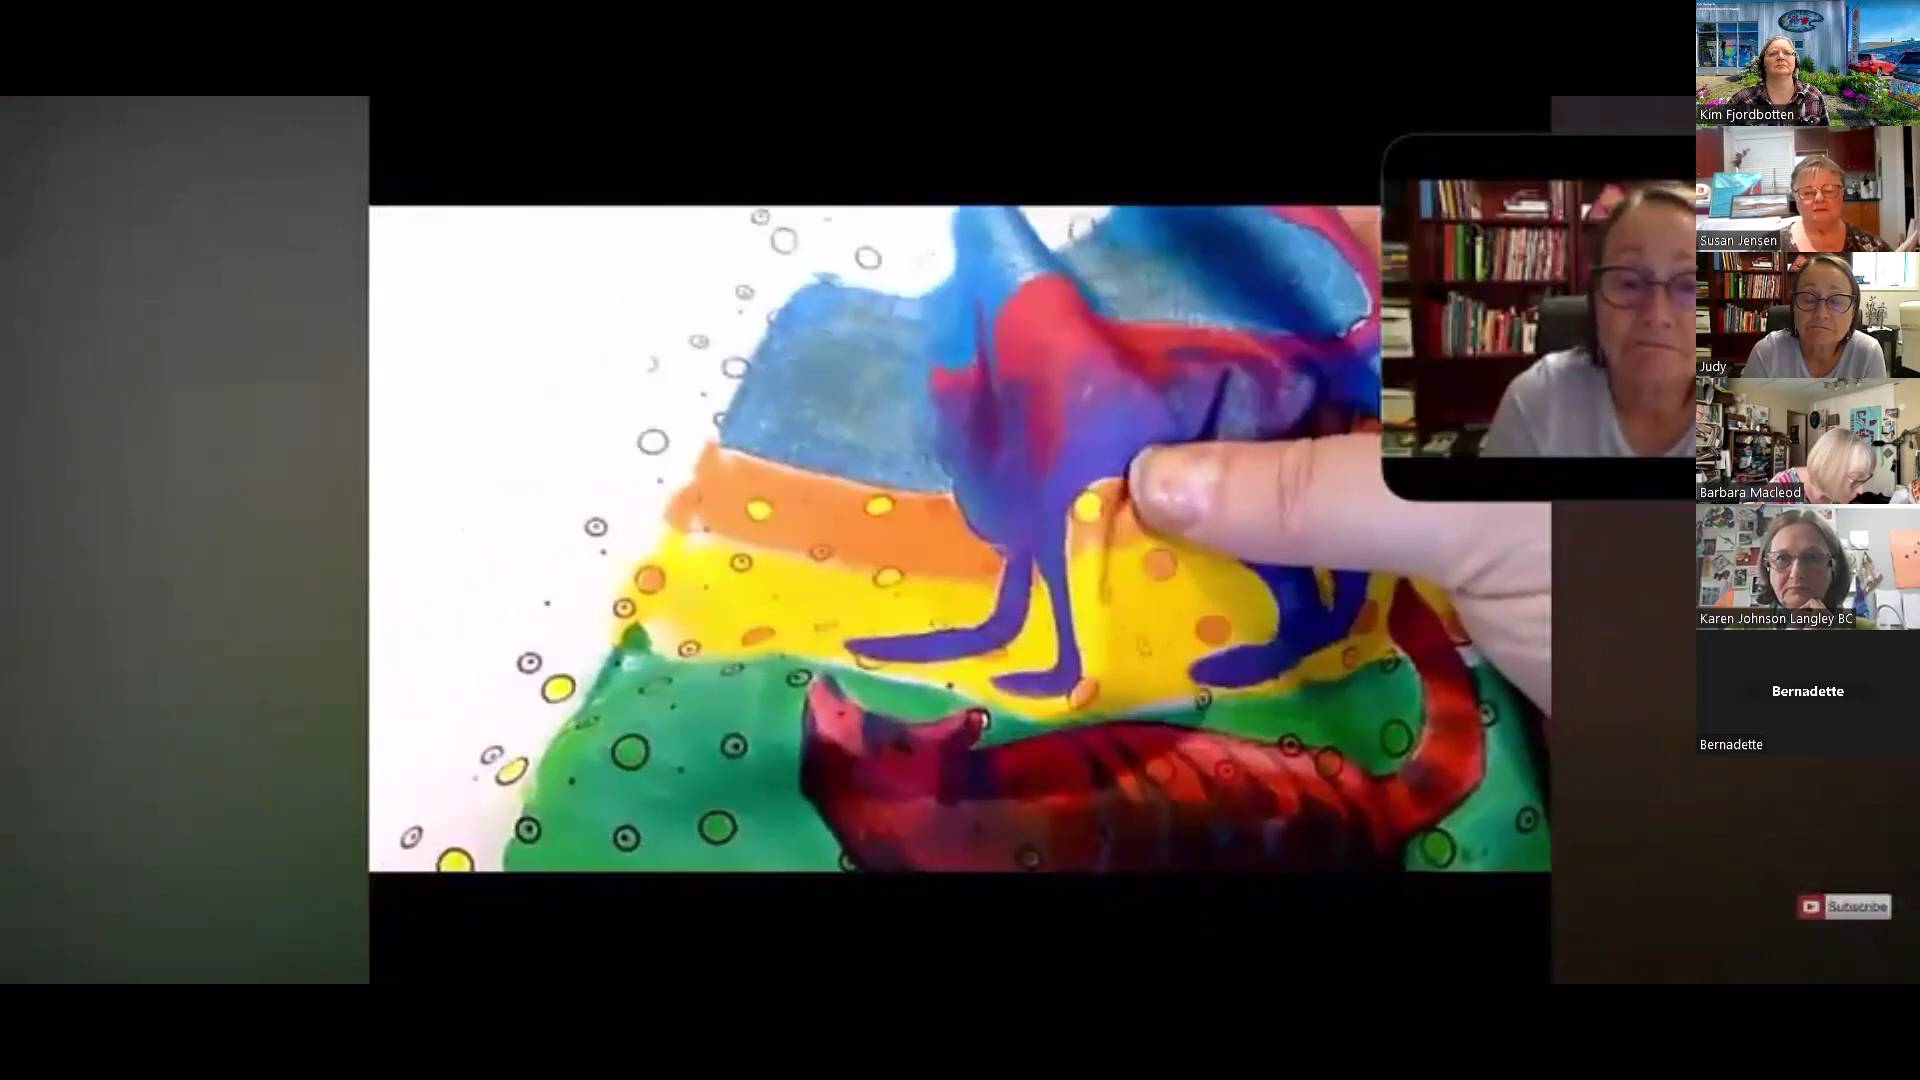 Kim Fjordbotten
Susan Jensen
Judy
Barbara Macleod
Karen Johnson Langley BC
Bernadette
Bernadette
Subscribe